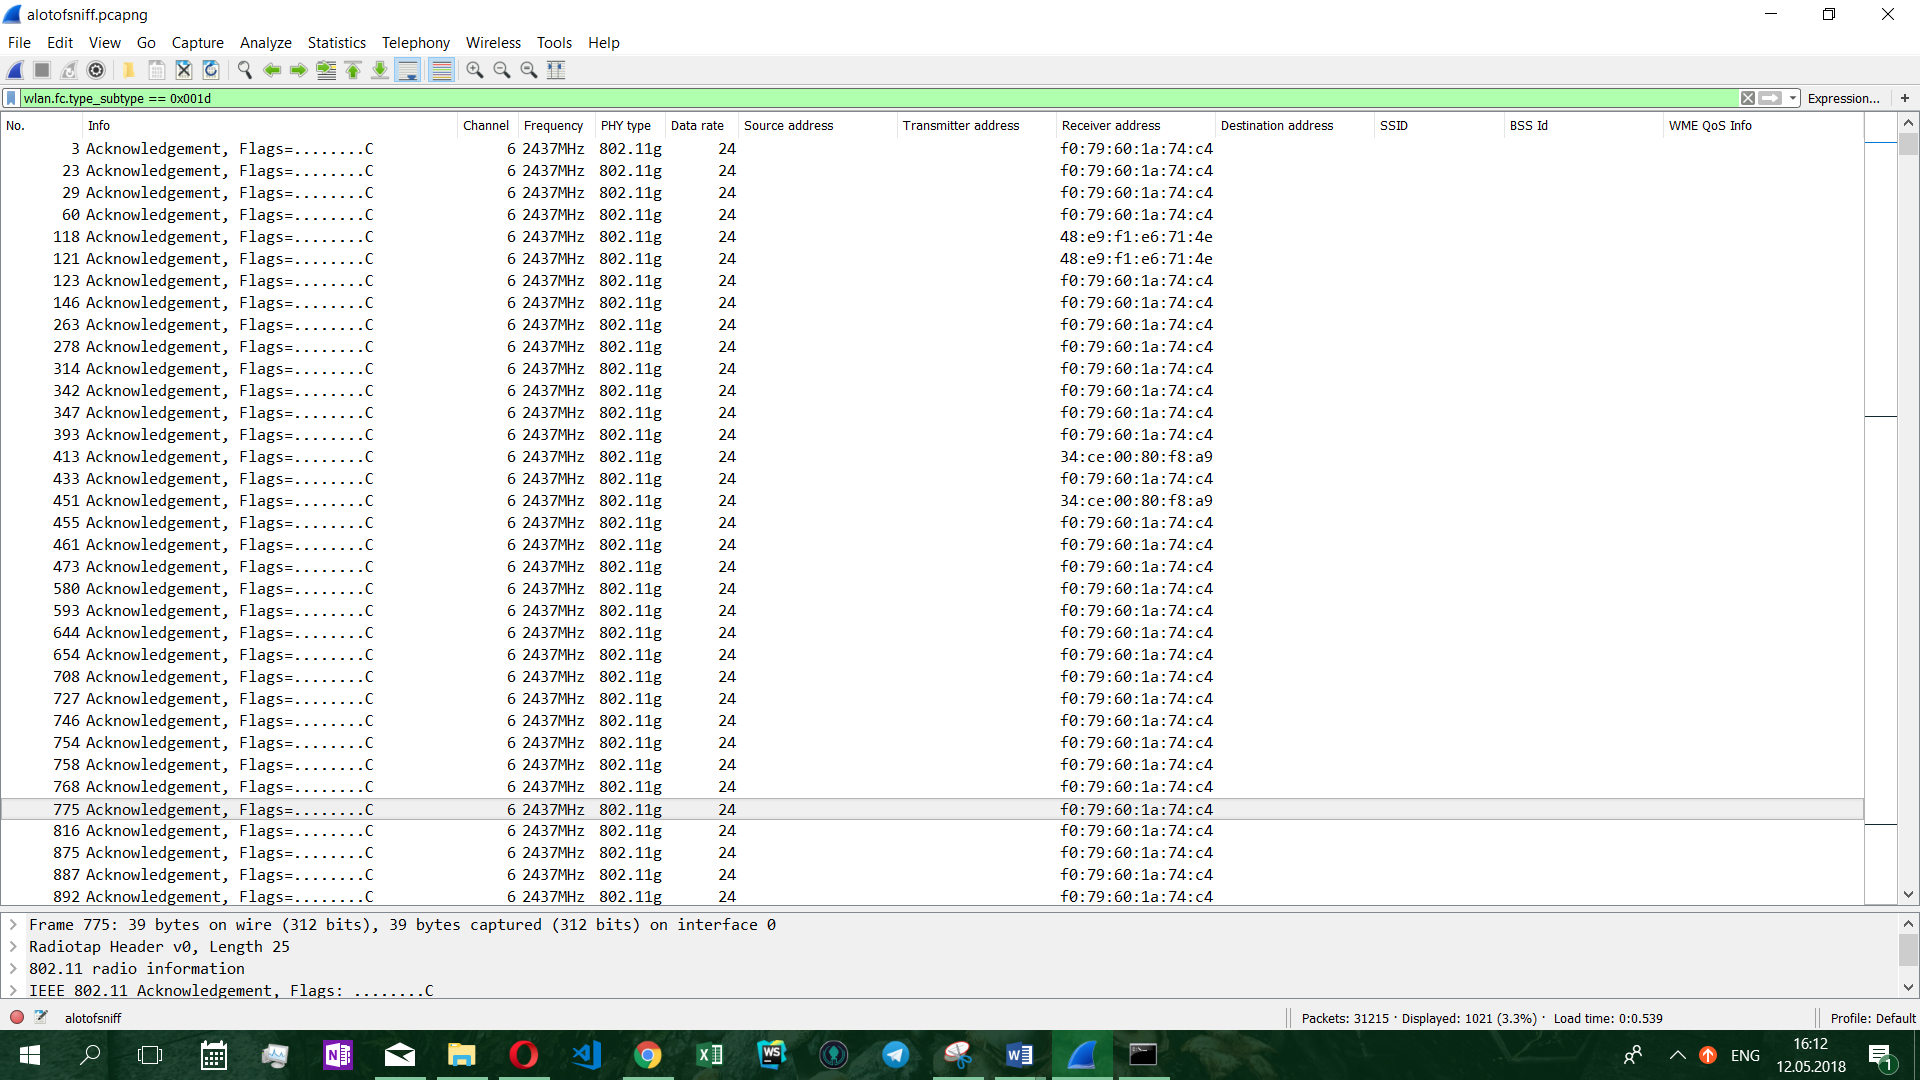 alotofsniff.pcapng
File Edit View Go Capture Analyze Statistics Telephony Wireless Tools Help
wlan.fc.type_subtype == 0x001d Expression... +
No. Info Channel Frequency PHY type Data rate Source address Transmitter address Receiver address Destination address SSID BSS Id WME QoS Info
3 Acknowledgement, Flags=........C 6 2437MHz 802.11g 24 f0:79:60:1a:74:c4
23 Acknowledgement, Flags=........C 6 2437MHz 802.11g 24 f0:79:60:1a:74:c4
29 Acknowledgement, Flags=........C 6 2437MHz 802.11g 24 f0:79:60:1a:74:c4
60 Acknowledgement, Flags=........C 6 2437MHz 802.11g 24 f0:79:60:1a:74:c4
118 Acknowledgement, Flags=........C 6 2437MHz 802.11g 24 48:e9:f1:e6:71:4e
121 Acknowledgement, Flags=........C 6 2437MHz 802.11g 24 48:e9:f1:e6:71:4e
123 Acknowledgement, Flags=........C 6 2437MHz 802.11g 24 f0:79:60:1a:74:c4
146 Acknowledgement, Flags=........C 6 2437MHz 802.11g 24 f0:79:60:1a:74:c4
263 Acknowledgement, Flags=........C 6 2437MHz 802.11g 24 f0:79:60:1a:74:c4
278 Acknowledgement, Flags=........C 6 2437MHz 802.11g 24 f0:79:60:1a:74:c4
314 Acknowledgement, Flags=........C 6 2437MHz 802.11g 24 f0:79:60:1a:74:c4
342 Acknowledgement, Flags=........C 6 2437MHz 802.11g 24 f0:79:60:1a:74:c4
347 Acknowledgement, Flags=........C 6 2437MHz 802.11g 24 f0:79:60:1a:74:c4
393 Acknowledgement, Flags=........C 6 2437MHz 802.11g 24 f0:79:60:1a:74:c4
413 Acknowledgement, Flags=........C 6 2437MHz 802.11g 24 34:ce:00:80:f8:a9
433 Acknowledgement, Flags=........C 6 2437MHz 802.11g 24 f0:79:60:1a:74:c4
451 Acknowledgement, Flags=........C 6 2437MHz 802.11g 24 34:ce:00:80:f8:a9
455 Acknowledgement, Flags=........C 6 2437MHz 802.11g 24 f0:79:60:1a:74:c4
461 Acknowledgement, Flags=........C 6 2437MHz 802.11g 24 f0:79:60:1a:74:c4
473 Acknowledgement, Flags=........C 6 2437MHz 802.11g 24 f0:79:60:1a:74:c4
580 Acknowledgement, Flags=........C 6 2437MHz 802.11g 24 f0:79:60:1a:74:c4
593 Acknowledgement, Flags=........C 6 2437MHz 802.11g 24 f0:79:60:1a:74:c4
644 Acknowledgement, Flags=........C 6 2437MHz 802.11g 24 f0:79:60:1a:74:c4
654 Acknowledgement, Flags=........C 6 2437MHz 802.11g 24 f0:79:60:1a:74:c4
708 Acknowledgement, Flags=........C 6 2437MHz 802.11g 24 f0:79:60:1a:74:c4
727 Acknowledgement, Flags=........C 6 2437MHz 802.11g 24 f0:79:60:1a:74:c4
746 Acknowledgement, Flags=........C 6 2437MHz 802.11g 24 f0:79:60:1a:74:c4
754 Acknowledgement, Flags=........C 6 2437MHz 802.11g 24 f0:79:60:1a:74:c4
758 Acknowledgement, Flags=........C 6 2437MHz 802.11g 24 f0:79:60:1a:74:c4
768 Acknowledgement, Flags=........C 6 2437MHz 802.11g 24 f0:79:60:1a:74:c4
775 Acknowledgement, Flags=........C 6 2437MHz 802.11g 24 f0:79:60:1a:74:c4
816 Acknowledgement, Flags=........C 6 2437MHz 802.11g 24 f0:79:60:1a:74:c4
875 Acknowledgement, Flags=........C 6 2437MHz 802.11g 24 f0:79:60:1a:74:c4
887 Acknowledgement, Flags=........C 6 2437MHz 802.11g 24 f0:79:60:1a:74:c4
892 Acknowledgement, Flags=........C 6 2437MHz 802.11g 24 f0:79:60:1a:74:c4
Frame 775: 39 bytes on wire (312 bits), 39 bytes captured (312 bits) on interface 0
Radiotap Header v0, Length 25
802.11 radio information
IEEE 802.11 Acknowledgement, Flags: ........C
alotofsniff Packets: 31215 · Displayed: 1021 (3.3%) · Load time: 0:0.539 Profile: Default
ENG 16:12
12.05.2018 1